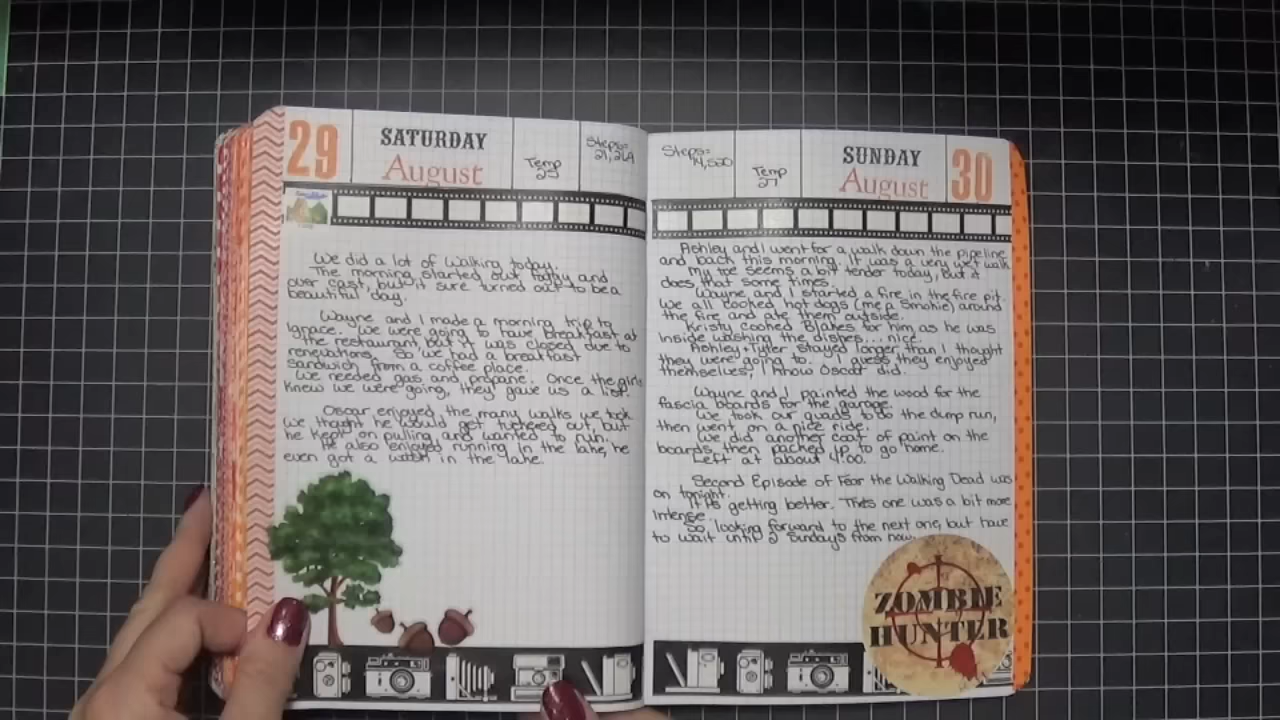 29
SATURDAY
August
Temp
25
Steps=
21,269
We did a lot of walking today.
The morning started out foggy and
over cast, but it sure turned out to be a
beautiful day.
Wayne and I made a morning trip to
Ignace. We were going to have breakfast at
the restaurant, but it was closed due to
renovations. So we had a breakfast
sandwich from a coffee place.
We needed gas and propane. Once the girls
knew we were going, they gave us a list.
Oscar enjoyed the many walks we took
we thought he would get tuckered out, but
he kept on pulling and wanted to run.
He also enjoyed running in the lake, he
even got a wash in the lake.
Steps=
14,520
Temp
27
SUNDAY
August
30
Ashley and I went for a walk down the pipeline
and back this morning. It was a very wet walk
My toe seems a bit tender today, but it
does that some times.
Wayne and I started a fire in the fire pit.
We all cooked hot dogs (me a smokie) around
the fire and ate them outside.
Kristy cooked Blakes for him as he was
inside washing the dishes... nice.
Ashley + Tyler stayed longer than I thought
they were going to. I guess they enjoyed
themselves, I know Oscar did.
Wayne and I painted the wood for the
fascia boards for the garage.
We took our quads to do the dump run,
then went on a nice ride.
We did another coat of paint on the
boards, then packed up to go home.
Left at about 4:00.
Second Episode of Fear the Walking Dead was
on tonight.
It is getting better. This one was a bit more
intense.
So looking forward to the next one, but have
to wait until 2 Sundays from now.
ZOMBIE
HUNTER